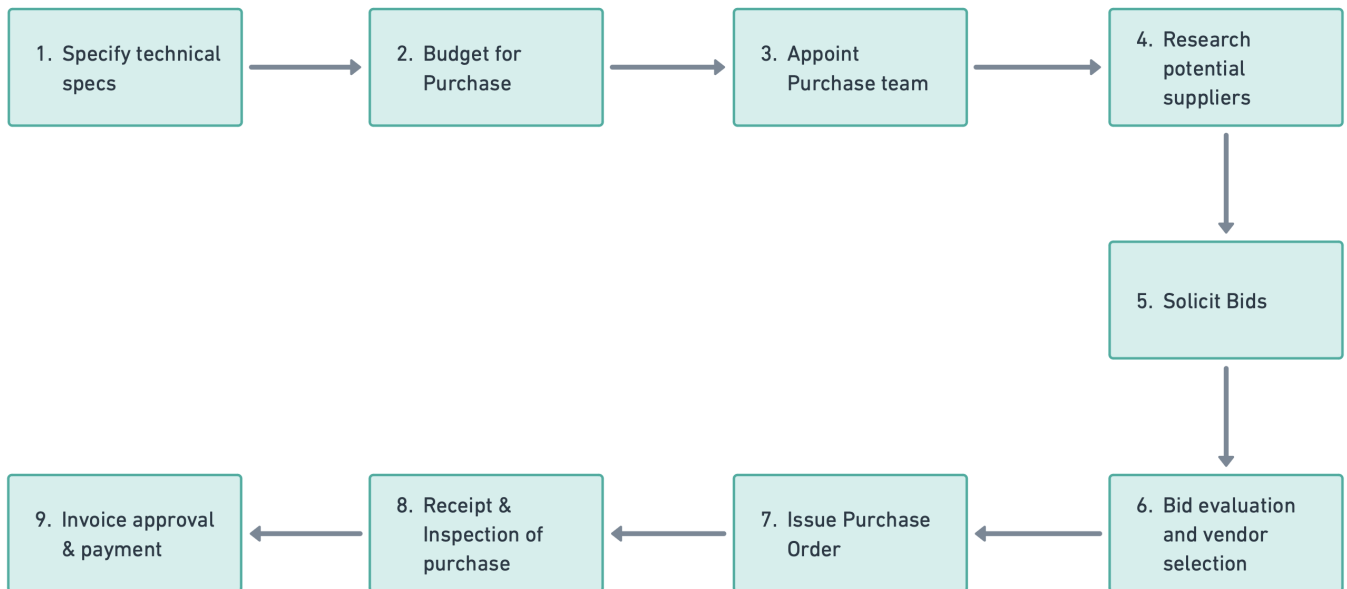 1. Specify technical
specs
2. Budget for
Purchase
3. Appoint
Purchase team
4. Research
potential
suppliers
5. Solicit Bids
6. Bid evaluation
and vendor
selection
7. Issue Purchase
Order
8. Receipt &
Inspection of
purchase
9. Invoice approval
& payment